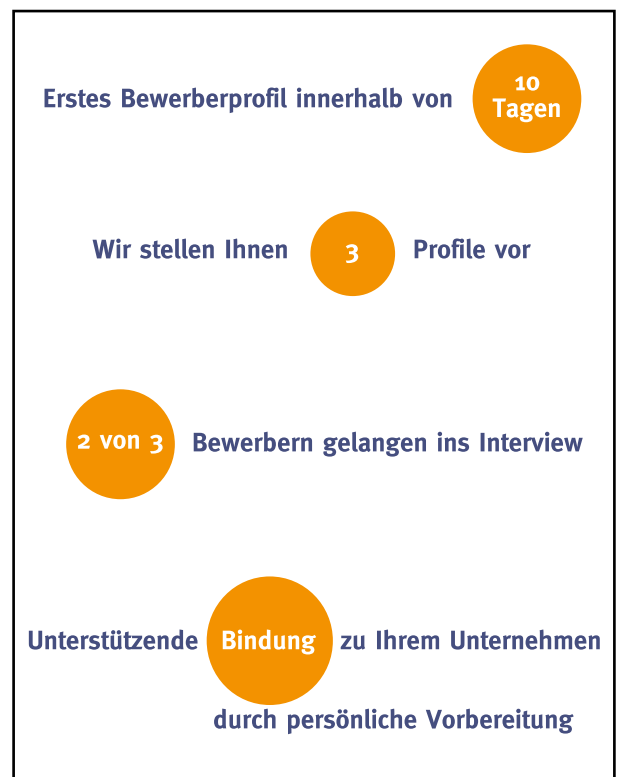 Erstes Bewerberprofil innerhalb von 10 Tagen
Wir stellen Ihnen 3 Profile vor
2 von 3 Bewerbern gelangen ins Interview
Unterstützende Bindung zu Ihrem Unternehmen
durch persönliche Vorbereitung